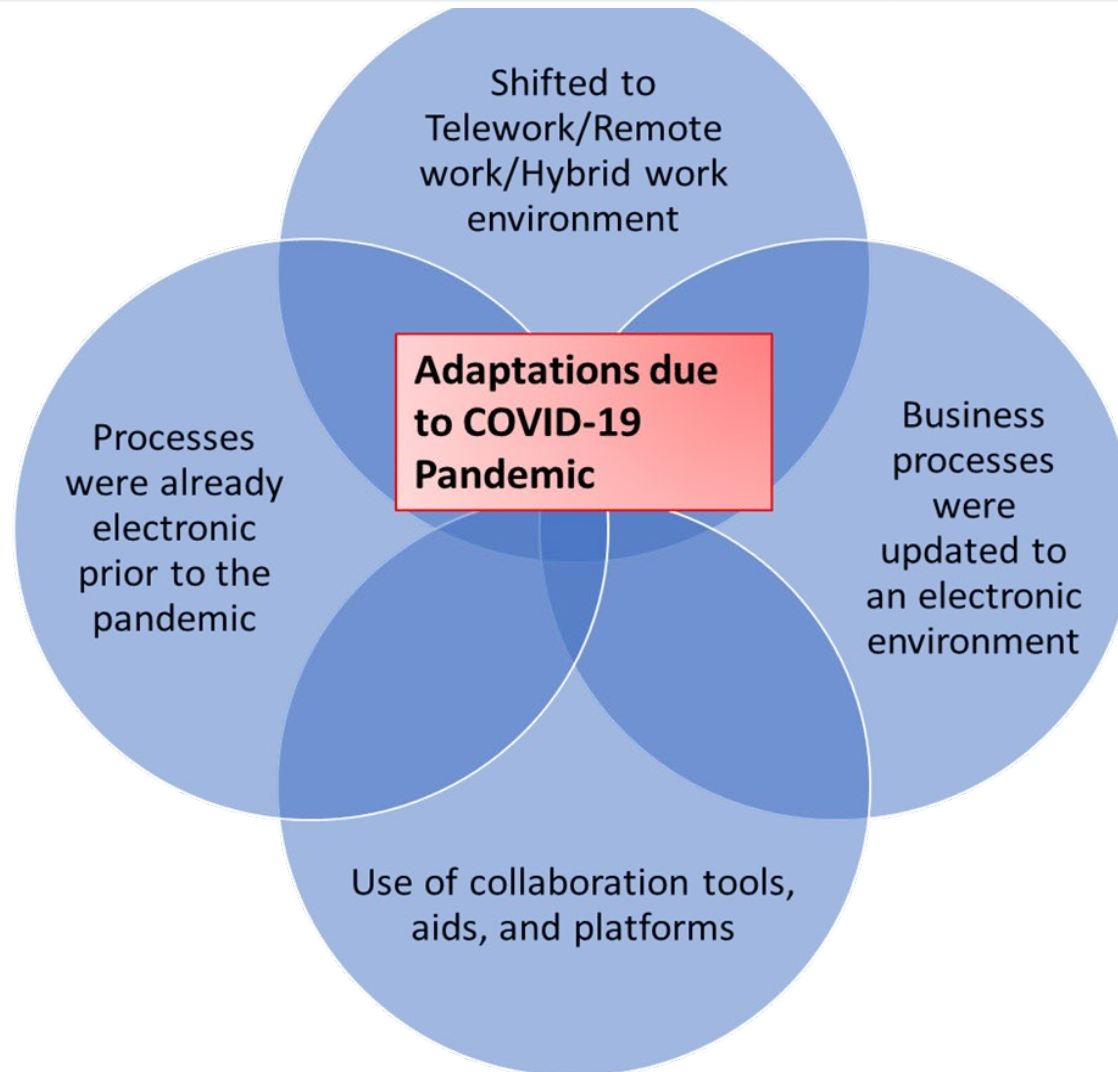 Shifted to
Telework/Remote
work/Hybrid work
environment
Adaptations due
to COVID-19
Pandemic
Processes
were already
electronic
prior to the
pandemic
Business
processes
were
updated to
an electronic
environment
Use of collaboration tools,
aids, and platforms